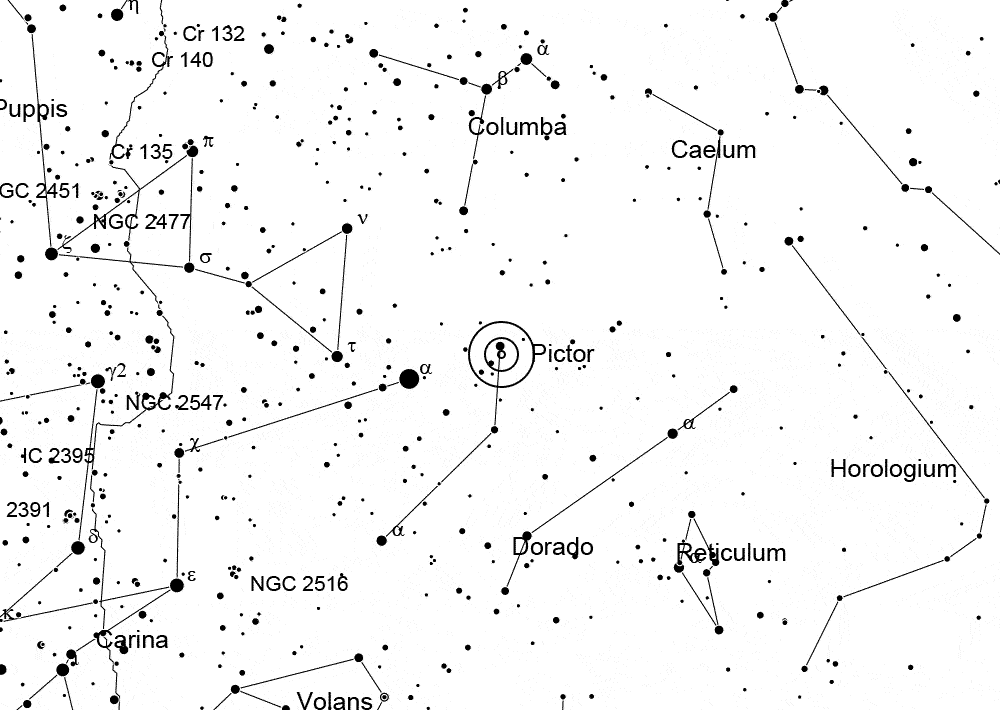 η
Cr 132
α
Cr 140
β
Puppis
Columba
π
Cr 135
Caelum
GC 2451
NGC 2477
ν
ζ
σ
τ
Pictor
γ2
α
NGC 2547
α
χ
IC 2395
Horologium
2391
α
δ
Dorado
Reticulum
α
ε
NGC 2516
κ
Carina
ι
Volans